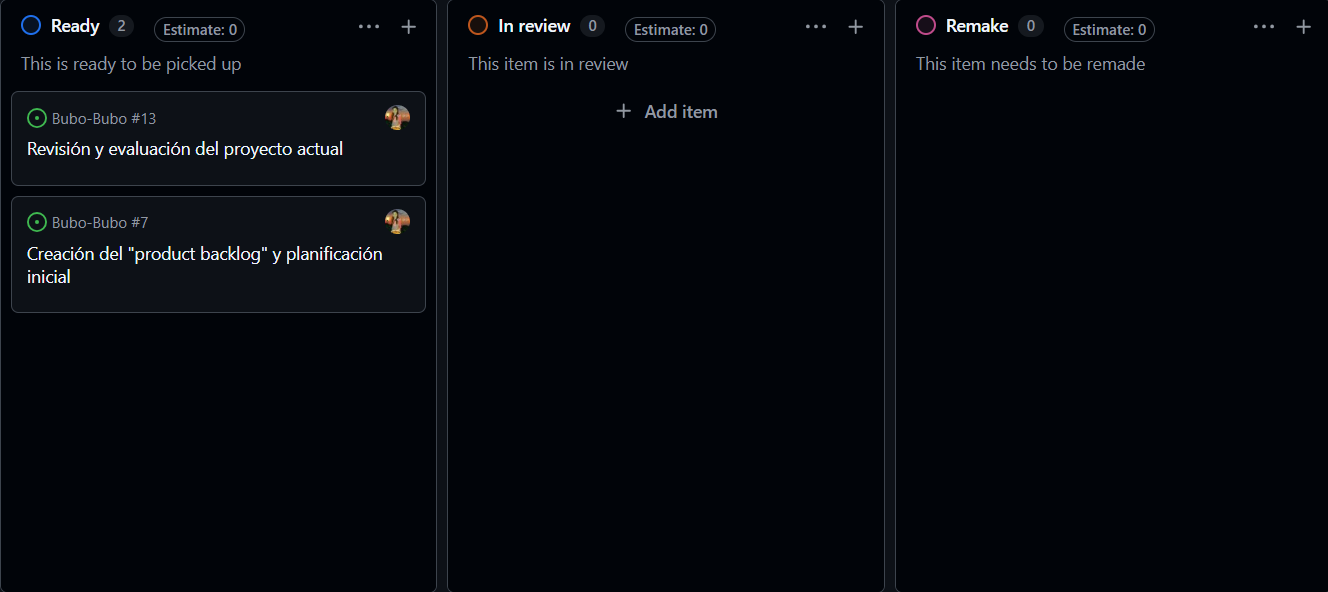 Ready 2 Estimate: 0
This is ready to be picked up
Bubo-Bubo #13
Revisión y evaluación del proyecto actual
Bubo-Bubo #7
Creación del "product backlog" y planificación
inicial
In review 0 Estimate: 0
This item is in review
Add item
Remake 0 Estimate: 0
This item needs to be remade